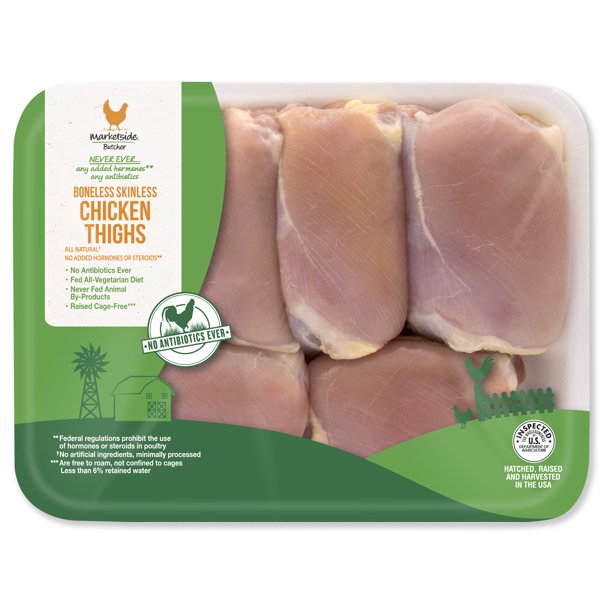 marketside.
Butcher
NEVER EVER...
any added hormones**
any antibiotics
BONELESS SKINLESS
CHICKEN
THIGHS
ALL NATURAL†
NO ADDED HORMONES OR STEROIDS**
• No Antibiotics Ever
• Fed All-Vegetarian Diet
• Never Fed Animal
By-Products
• Raised Cage-Free***
•NO ANTIBIOTICS EVER•
**Federal regulations prohibit the use
of hormones or steroids in poultry
†No artificial ingredients, minimally processed
***Are free to roam, not confined to cages
Less than 6% retained water
INSPECTED
U.S.
DEPARTMENT OF
AGRICULTURE
HATCHED, RAISED
AND HARVESTED
IN THE USA